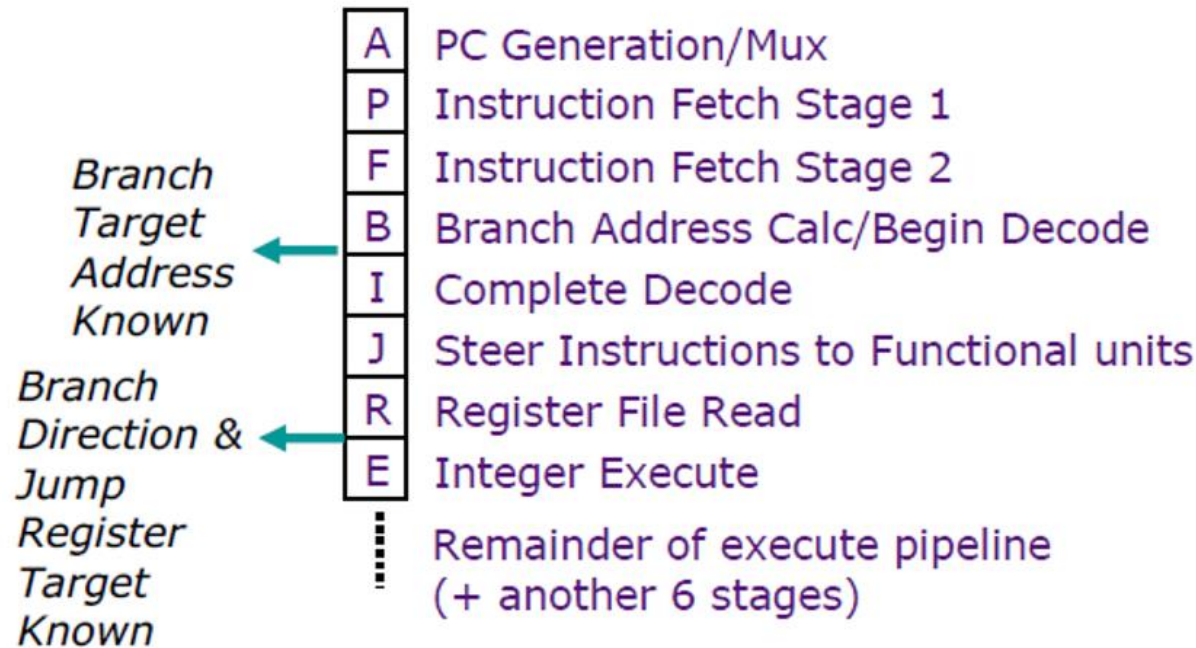 A PC Generation/Mux
P Instruction Fetch Stage 1
F Instruction Fetch Stage 2
B Branch Address Calc/Begin Decode
I Complete Decode
J Steer Instructions to Functional units
R Register File Read
E Integer Execute
Remainder of execute pipeline
(+ another 6 stages)
Branch
Target
Address
Known
Branch
Direction &
Jump
Register
Target
Known